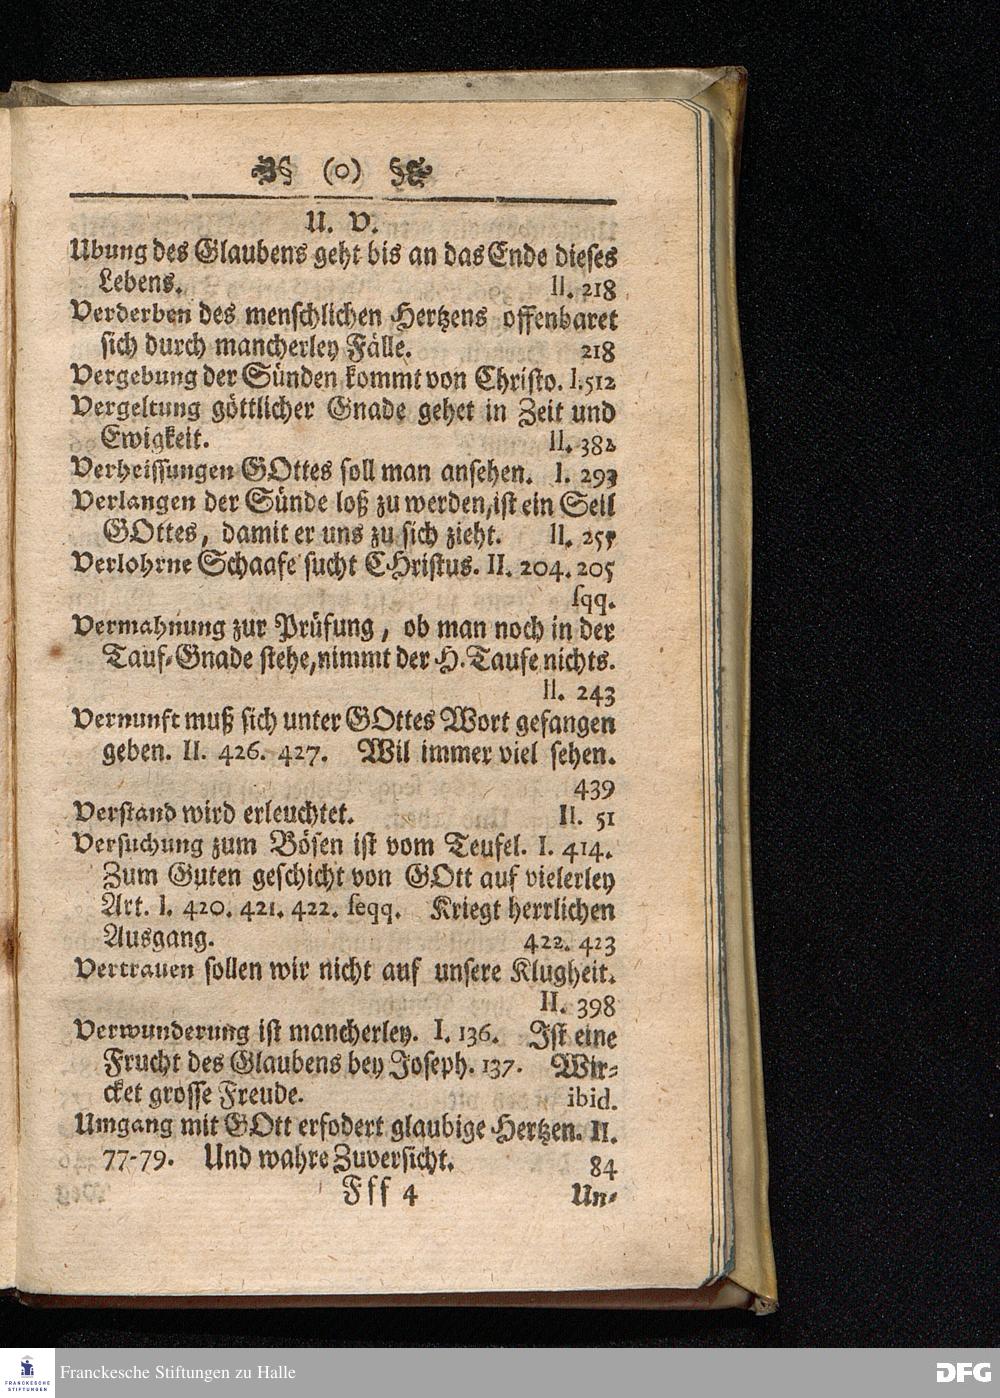 § (o) §
U. V.
Ubung des Glaubens geht bis an das Ende dieses
Lebens. II. 218
Verderben des menschlichen Hertzens offenbaret
sich durch mancherley Fälle. 218
Vergebung der Sünden kommt von Christo. I. 512
Vergeltung göttlicher Gnade gehet in Zeit und
Ewigkeit. II. 382
Verheissungen GOttes soll man ansehen. I. 293
Verlangen der Sünde loß zu werden, ist ein Seil
GOttes, damit er uns zu sich zieht. II. 255
Verlohrne Schaafe sucht CHristus. II. 204. 205
sqq.
Vermahnung zur Prüfung, ob man noch in der
Tauf-Gnade stehe, nimmt der H. Taufe nichts.
II. 243
Vernunft muß sich unter GOttes Wort gefangen
geben. II. 426. 427. Wil immer viel sehen.
439
Verstand wird erleuchtet. II. 51
Versuchung zum Bösen ist vom Teufel. I. 414.
Zum Guten geschicht von GOtt auf vielerley
Art. I. 420. 421. 422. seqq. Kriegt herrlichen
Ausgang. 422. 423
Vertrauen sollen wir nicht auf unsere Klugheit.
II. 398
Verwunderung ist mancherley. I. 136. Ist eine
Frucht des Glaubens bey Joseph. 137. Wir-
cket grosse Freude. ibid.
Umgang mit GOtt erfodert glaubige Hertzen. II.
77-79. Und wahre Zuversicht. 84
Fff 4 Un-
FRANCKESCHE
STIFTUNGEN
Franckesche Stiftungen zu Halle
DFG